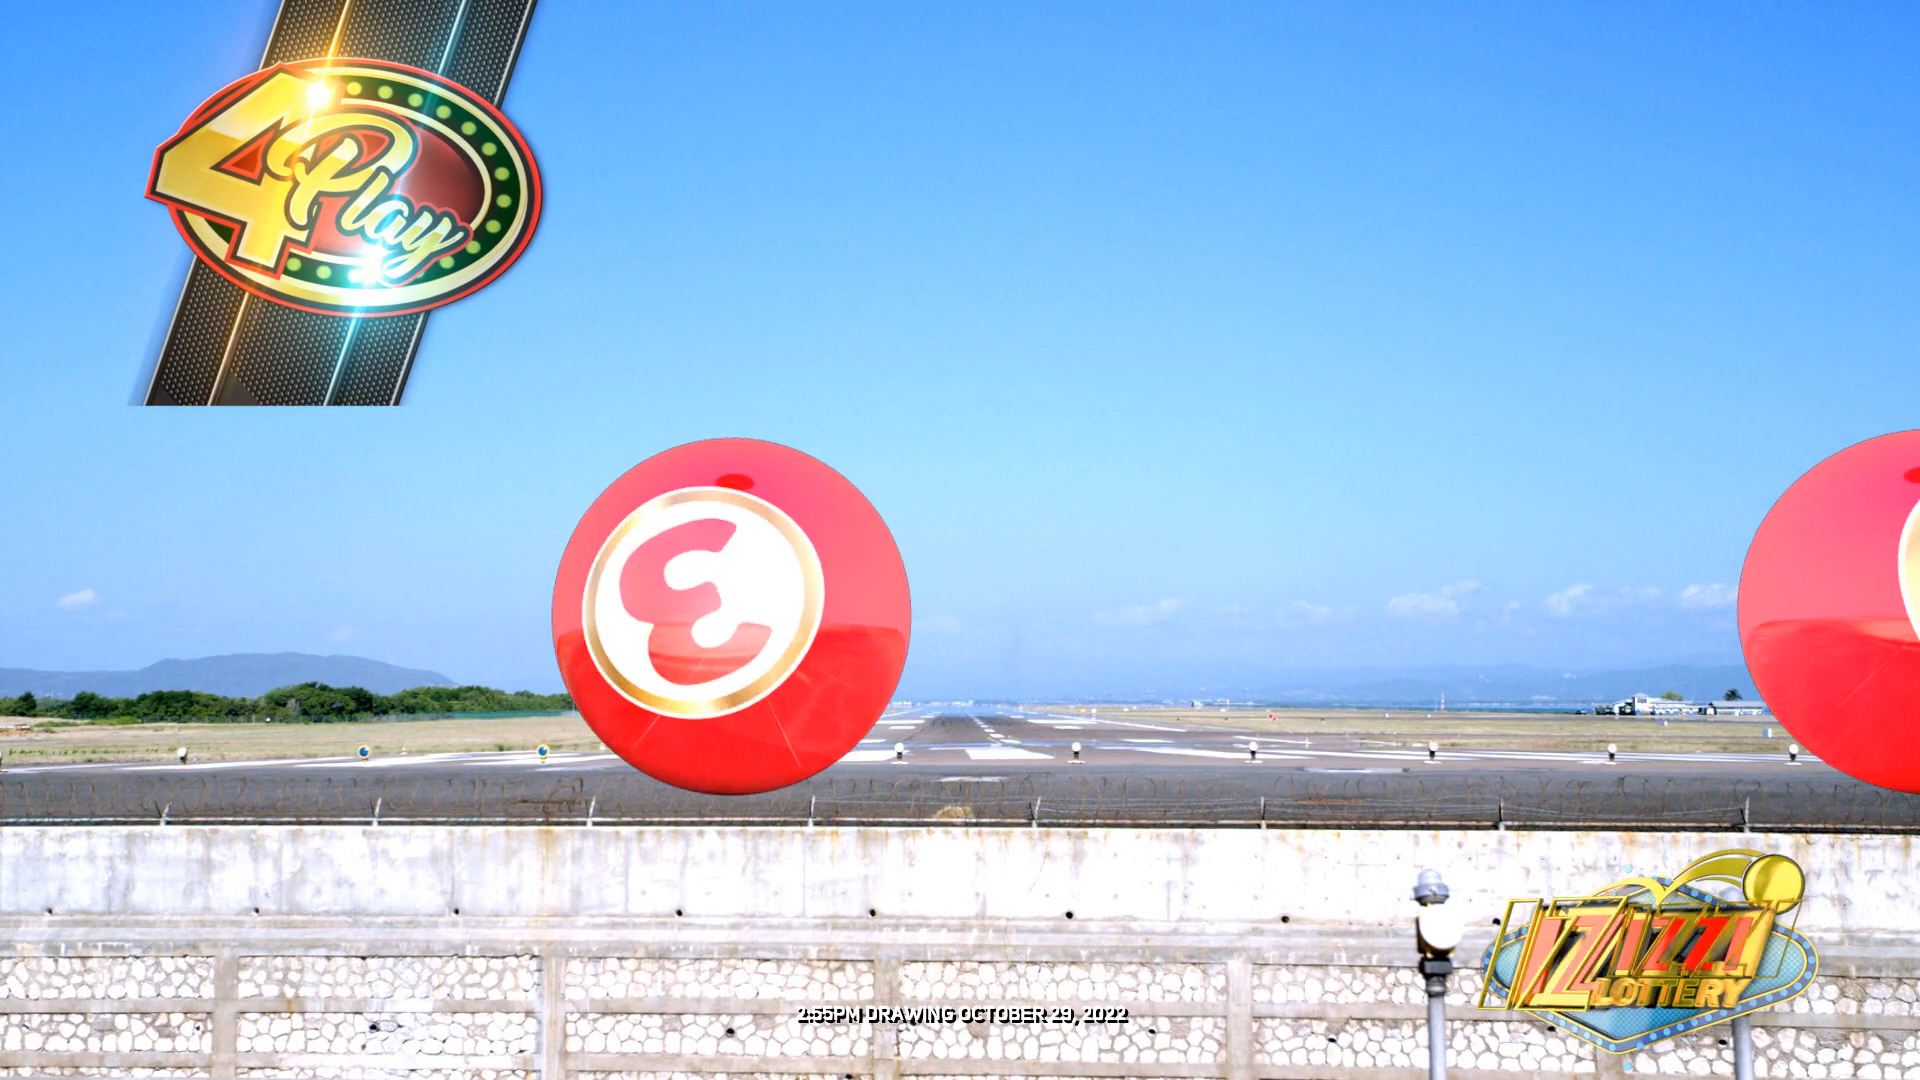 4Play
3
IZIZZI
LOTTERY
2:55PM DRAWING OCTOBER 29, 2022